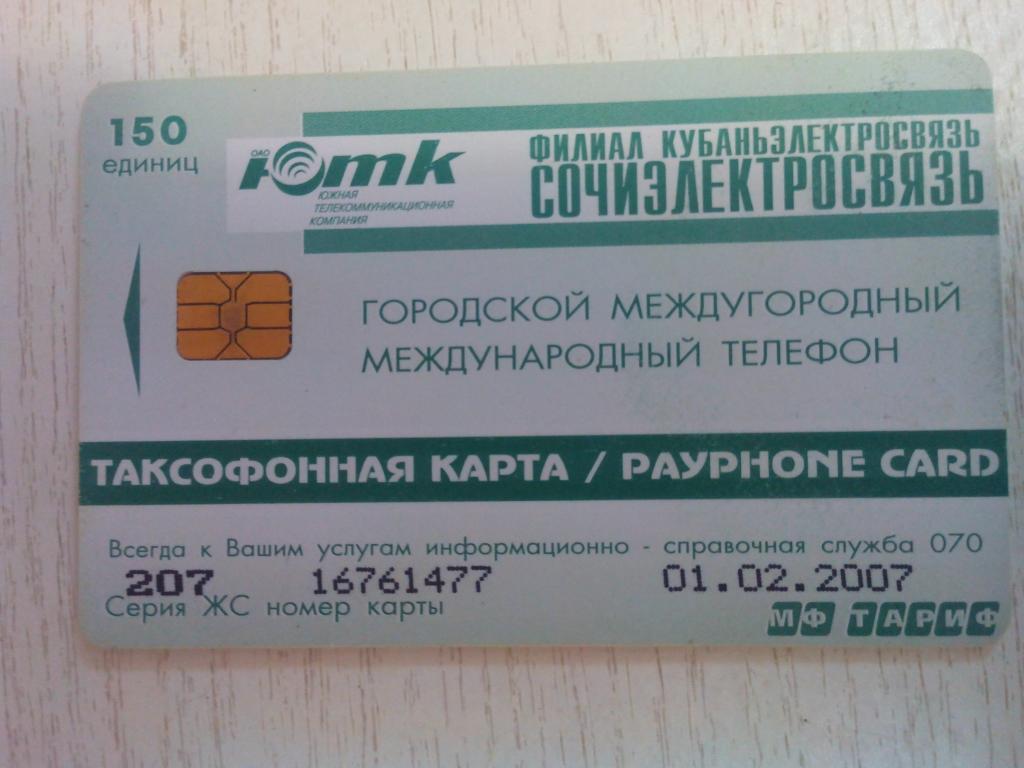 150
единиц
ОАО
Ютк
ЮЖНАЯ
ТЕЛЕКОММУНИКАЦИОННАЯ
КОМПАНИЯ
ФИЛИАЛ КУБАНЬЭЛЕКТРОСВЯЗЬ
СОЧИЭЛЕКТРОСВЯЗЬ
ГОРОДСКОЙ МЕЖДУГОРОДНЫЙ
МЕЖДУНАРОДНЫЙ ТЕЛЕФОН
ТАКСОФОННАЯ КАРТА / PAYPHONE CARD
Всегда к Вашим услугам информационно - справочная служба 070
207 16761477 01.02.2007
Серия ЖС номер карты
МФ ТАРИФ